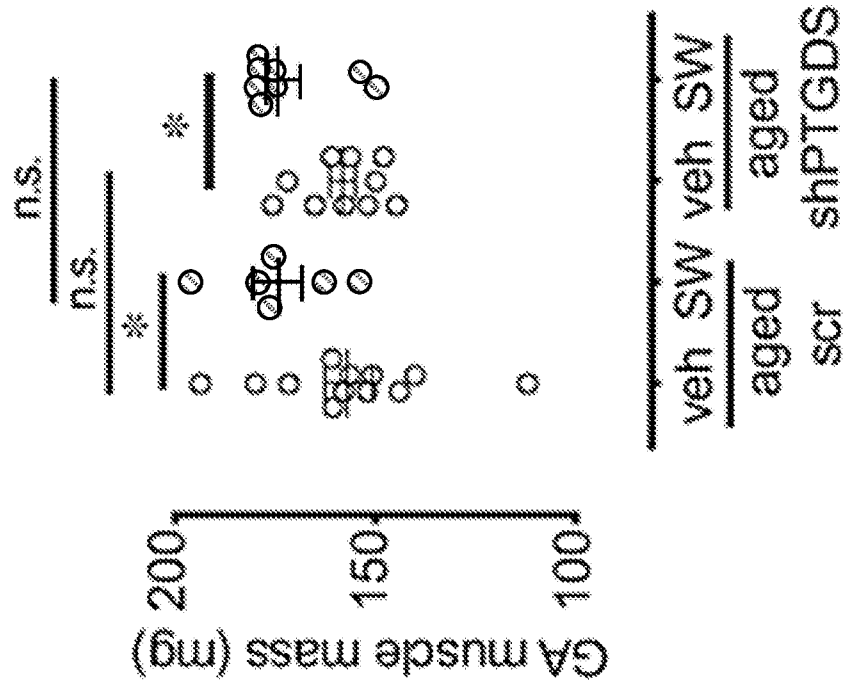 n.s.
n.s.
*
*
GA muscle mass (mg)
200
150
100
veh SW veh SW
aged aged
scr shPTGDS